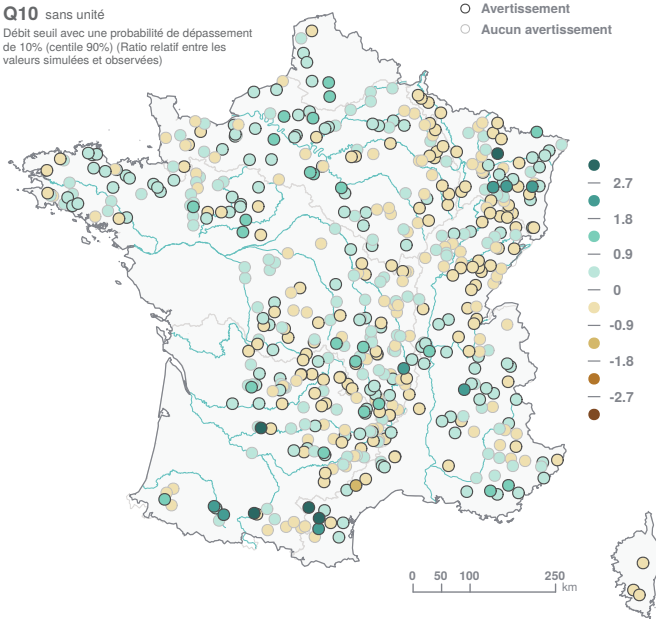 Q10 sans unité
Débit seuil avec une probabilité de dépassement
de 10% (centile 90%) (Ratio relatif entre les
valeurs simulées et observées)
Avertissement
Aucun avertissement
2.7
1.8
0.9
0
-0.9
-1.8
-2.7
0 50 100 250
km